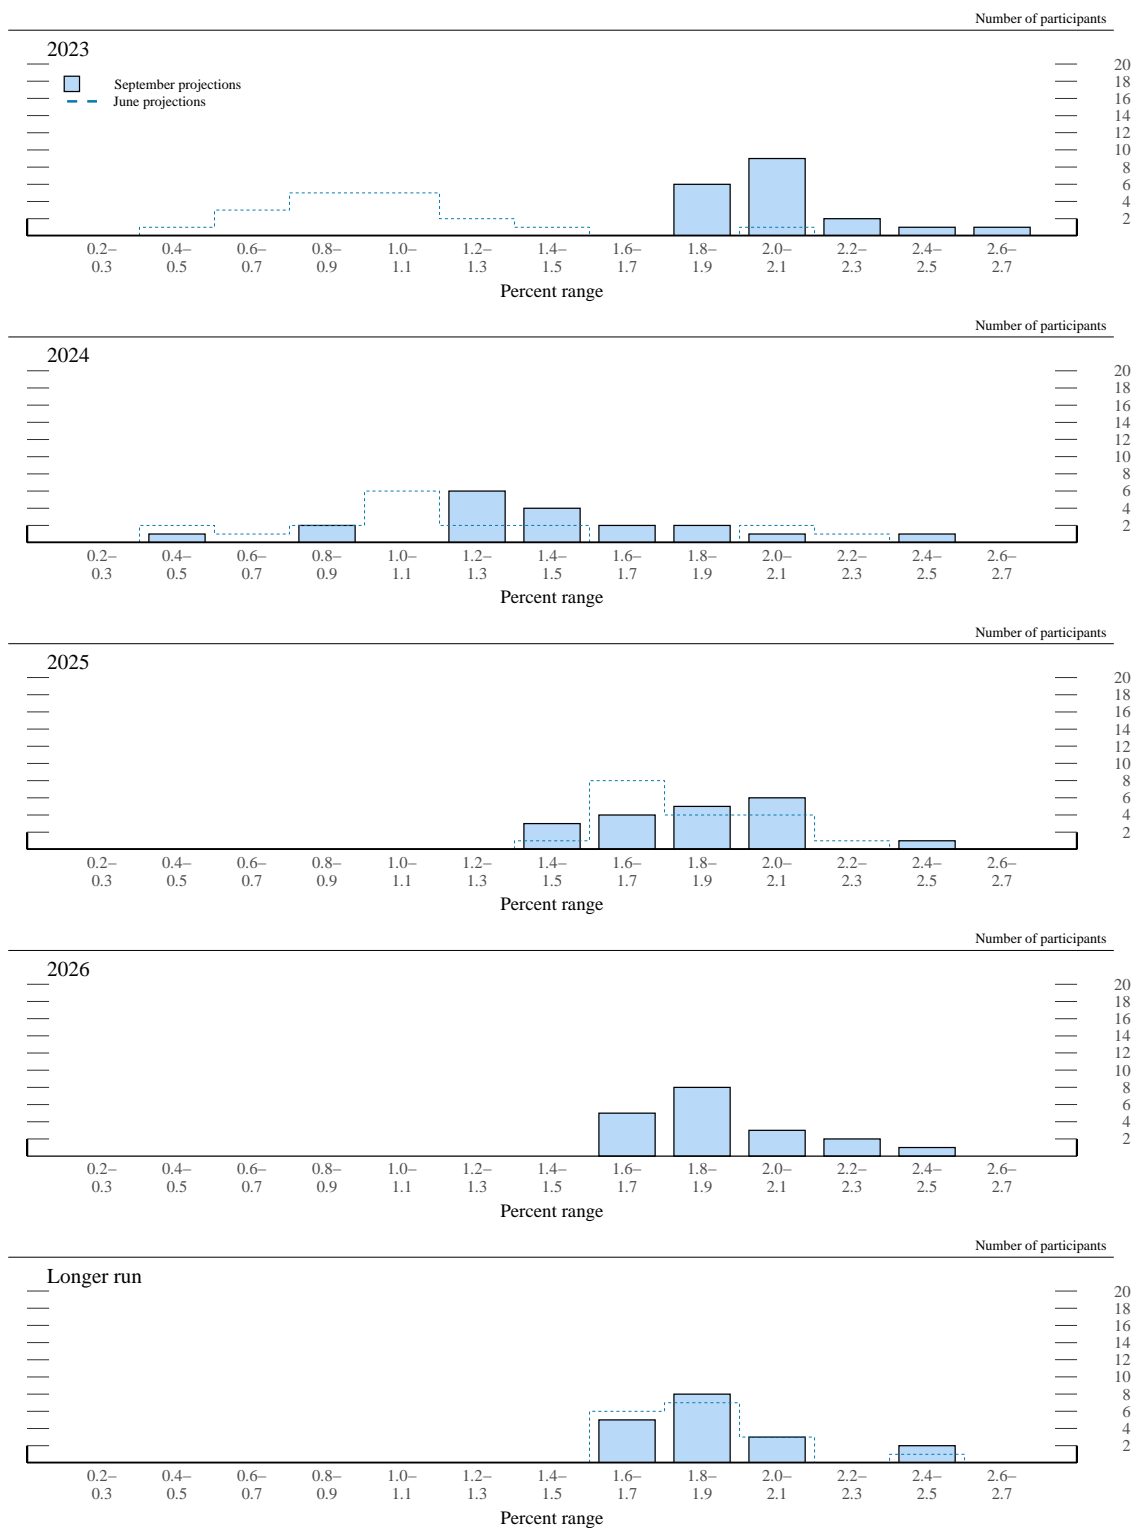 Number of participants
2023
September projections
June projections
20
18
16
14
12
10
8
6
4
2
0.2– 0.4– 0.6– 0.8– 1.0– 1.2– 1.4– 1.6– 1.8– 2.0– 2.2– 2.4– 2.6–
0.3 0.5 0.7 0.9 1.1 1.3 1.5 1.7 1.9 2.1 2.3 2.5 2.7
Percent range
Number of participants
2024
20
18
16
14
12
10
8
6
4
2
0.2– 0.4– 0.6– 0.8– 1.0– 1.2– 1.4– 1.6– 1.8– 2.0– 2.2– 2.4– 2.6–
0.3 0.5 0.7 0.9 1.1 1.3 1.5 1.7 1.9 2.1 2.3 2.5 2.7
Percent range
Number of participants
2025
20
18
16
14
12
10
8
6
4
2
0.2– 0.4– 0.6– 0.8– 1.0– 1.2– 1.4– 1.6– 1.8– 2.0– 2.2– 2.4– 2.6–
0.3 0.5 0.7 0.9 1.1 1.3 1.5 1.7 1.9 2.1 2.3 2.5 2.7
Percent range
Number of participants
2026
20
18
16
14
12
10
8
6
4
2
0.2– 0.4– 0.6– 0.8– 1.0– 1.2– 1.4– 1.6– 1.8– 2.0– 2.2– 2.4– 2.6–
0.3 0.5 0.7 0.9 1.1 1.3 1.5 1.7 1.9 2.1 2.3 2.5 2.7
Percent range
Number of participants
Longer run
20
18
16
14
12
10
8
6
4
2
0.2– 0.4– 0.6– 0.8– 1.0– 1.2– 1.4– 1.6– 1.8– 2.0– 2.2– 2.4– 2.6–
0.3 0.5 0.7 0.9 1.1 1.3 1.5 1.7 1.9 2.1 2.3 2.5 2.7
Percent range